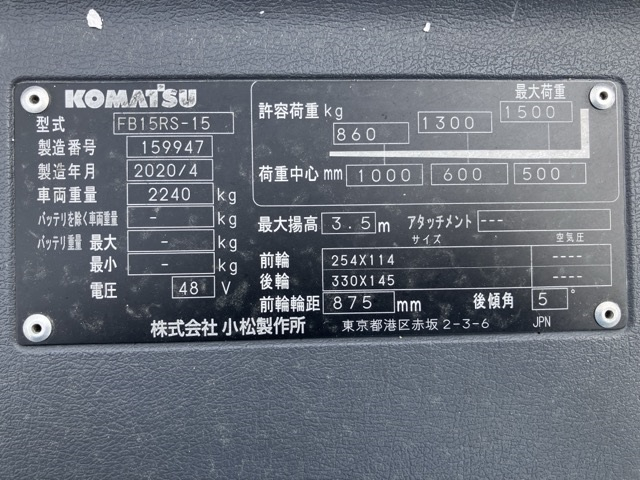 KOMATSU
型式 FB15RS-15
製造番号 159947
製造年月 2020/4
車両重量 2240 kg
バッテリを除く車両重量 - kg
バッテリ重量 最大 - kg
最小 - kg
電圧 48 V
最大荷重
許容荷重 kg 860 1300 1500
荷重中心 mm 1000 600 500
最大揚高 3.5 m アタッチメント ---
サイズ 空気圧
前輪 254X114 ----
後輪 330X145 ----
前輪輪距 875 mm 後傾角 5°
株式会社 小松製作所 東京都港区赤坂2-3-6 JPN